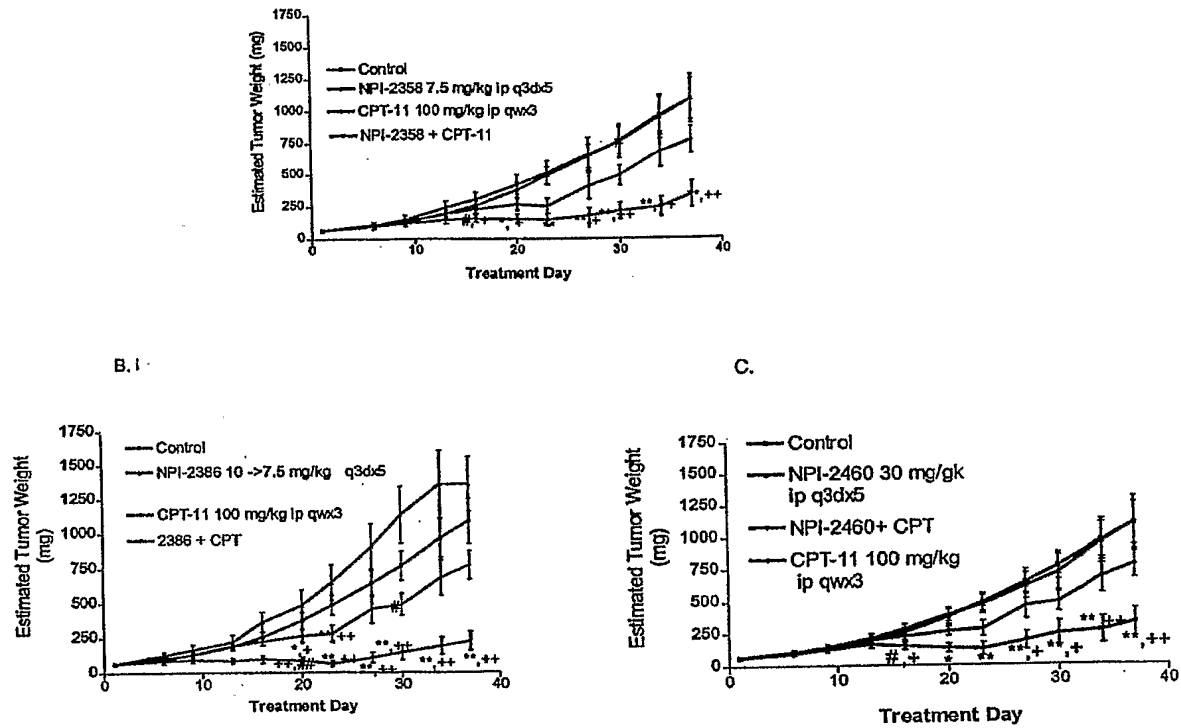 1750
1500
1250
1000
750
500
250
0
Estimated Tumor Weight (mg)
Control
NPI-2358 7.5 mg/kg ip q3dx5
CPT-11 100 mg/kg ip qwx3
NPI-2358 + CPT-11
0 10 20 30 40
Treatment Day
B.
1750
1500
1250
1000
750
500
250
0
Estimated Tumor Weight
(mg)
Control
NPI-2386 10 ->7.5 mg/kg q3dx5
CPT-11 100 mg/kg ip qwx3
2386 + CPT
#
0 10 20 30 40
Treatment Day
C.
1750
1500
1250
1000
750
500
250
0
Estimated Tumor Weight
(mg)
Control
NPI-2460 30 mg/gk
ip q3dx5
NPI-2460+ CPT
CPT-11 100 mg/kg
ip qwx3
#,+ * ** **,+ **,+ **++ **,++
0 10 20 30 40
Treatment Day